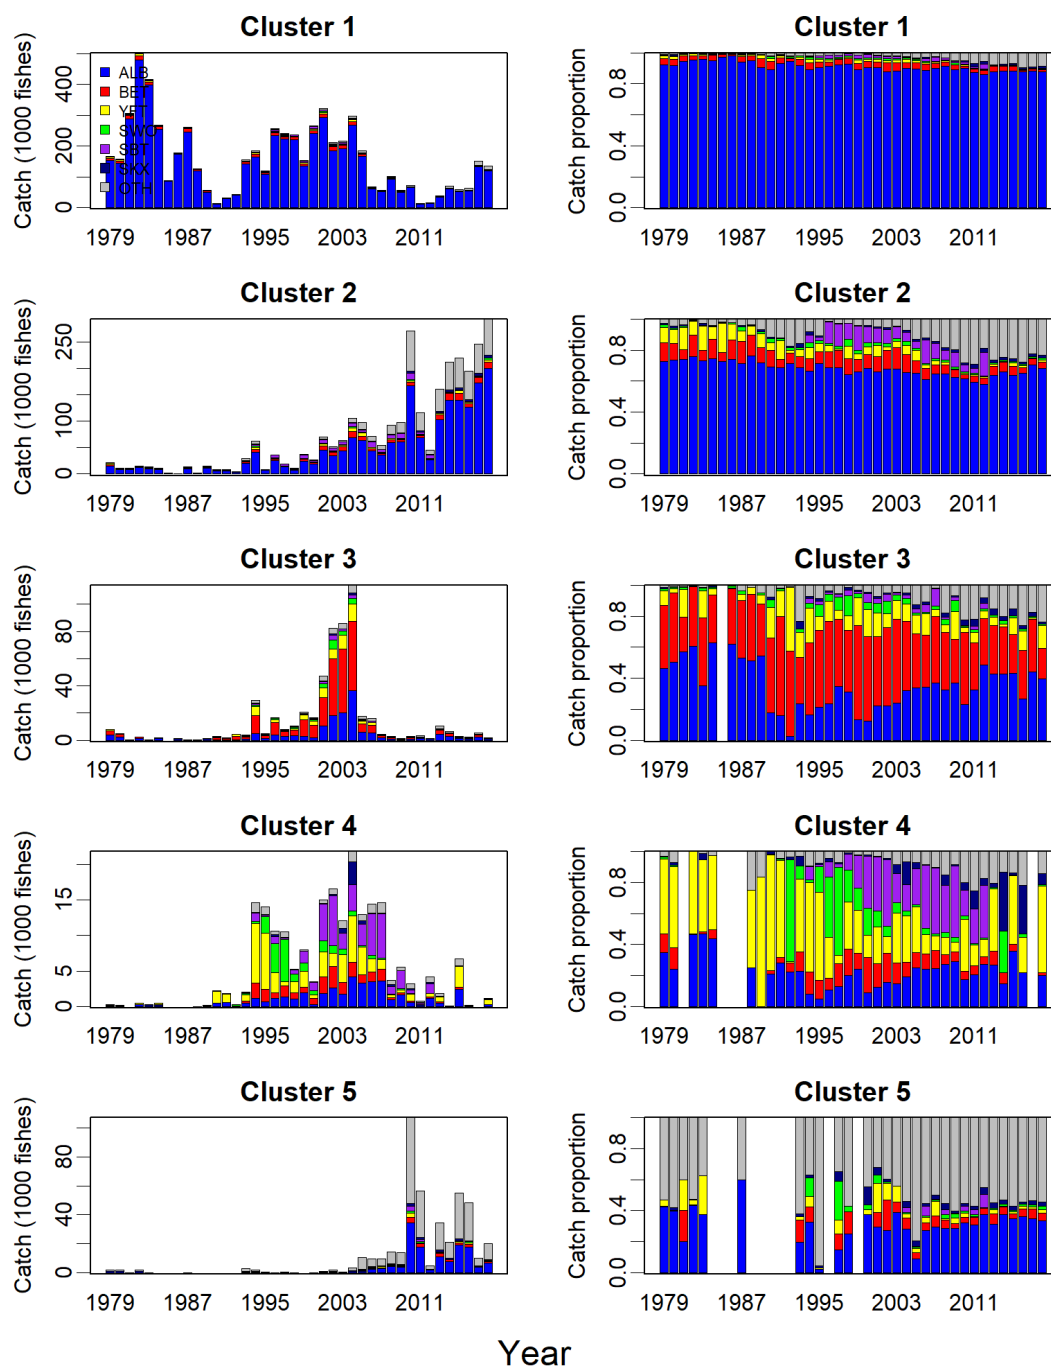 Cluster 1
Catch (1000 fishes)
400
200
0
ALB
BET
YFT
SWO
SBT
SKX
OTH
1979 1987 1995 2003 2011
Cluster 1
Catch proportion
0.8
0.4
0.0
1979 1987 1995 2003 2011
Cluster 2
Catch (1000 fishes)
250
100
0
1979 1987 1995 2003 2011
Cluster 2
Catch proportion
0.8
0.4
0.0
1979 1987 1995 2003 2011
Cluster 3
Catch (1000 fishes)
80
40
0
1979 1987 1995 2003 2011
Cluster 3
Catch proportion
0.8
0.4
0.0
1979 1987 1995 2003 2011
Cluster 4
Catch (1000 fishes)
15
5
0
1979 1987 1995 2003 2011
Cluster 4
Catch proportion
0.8
0.4
0.0
1979 1987 1995 2003 2011
Cluster 5
Catch (1000 fishes)
80
40
0
1979 1987 1995 2003 2011
Cluster 5
Catch proportion
0.8
0.4
0.0
1979 1987 1995 2003 2011
Year